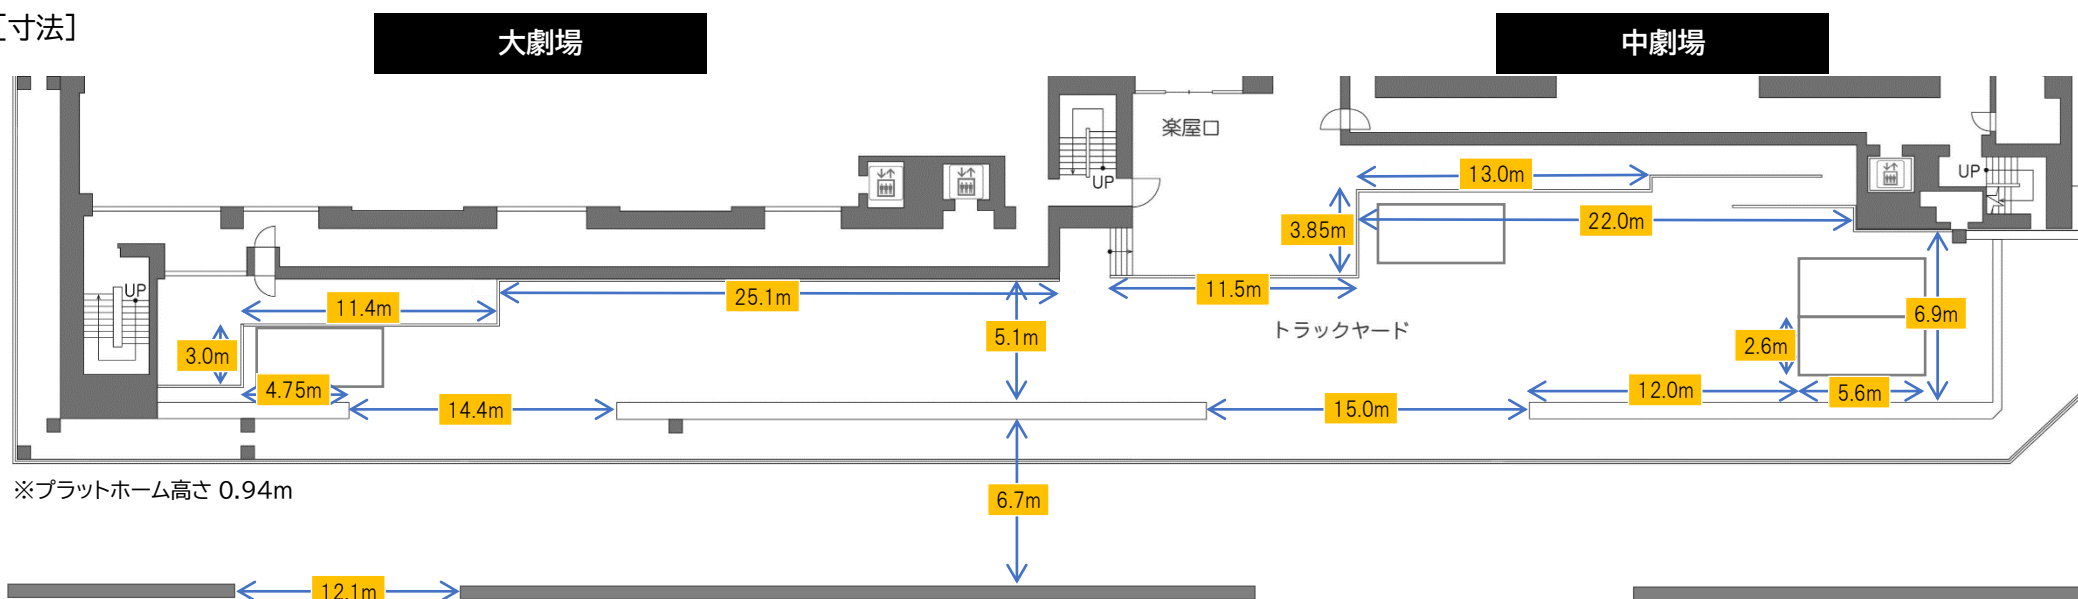 [寸法]
大劇場
中劇場
楽屋口
UP
UP
13.0m
22.0m
3.85m
11.5m
25.1m
11.4m
UP
3.0m
4.75m
14.4m
5.1m
トラックヤード
6.9m
2.6m
12.0m
5.6m
15.0m
※プラットホーム高さ 0.94m
6.7m
12.1m